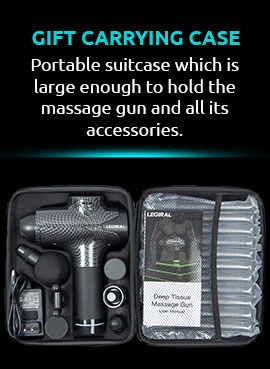 GIFT CARRYING CASE
Portable suitcase which is
large enough to hold the
massage gun and all its
accessories.
LEGIRAL
LEGIRAL
Deep Tissue
Massage Gun
User Manual